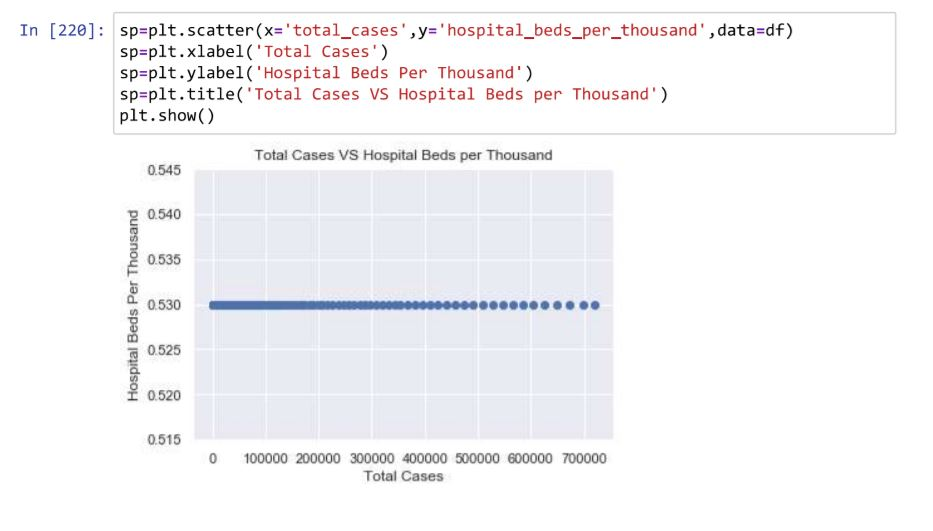 In [220]: sp=plt.scatter(x='total_cases',y='hospital_beds_per_thousand',data=df)
sp=plt.xlabel('Total Cases')
sp=plt.ylabel('Hospital Beds Per Thousand')
sp=plt.title('Total Cases VS Hospital Beds per Thousand')
plt.show()
Total Cases VS Hospital Beds per Thousand
Hospital Beds Per Thousand
0.545
0.540
0.535
0.530
0.525
0.520
0.515
0 100000 200000 300000 400000 500000 600000 700000
Total Cases